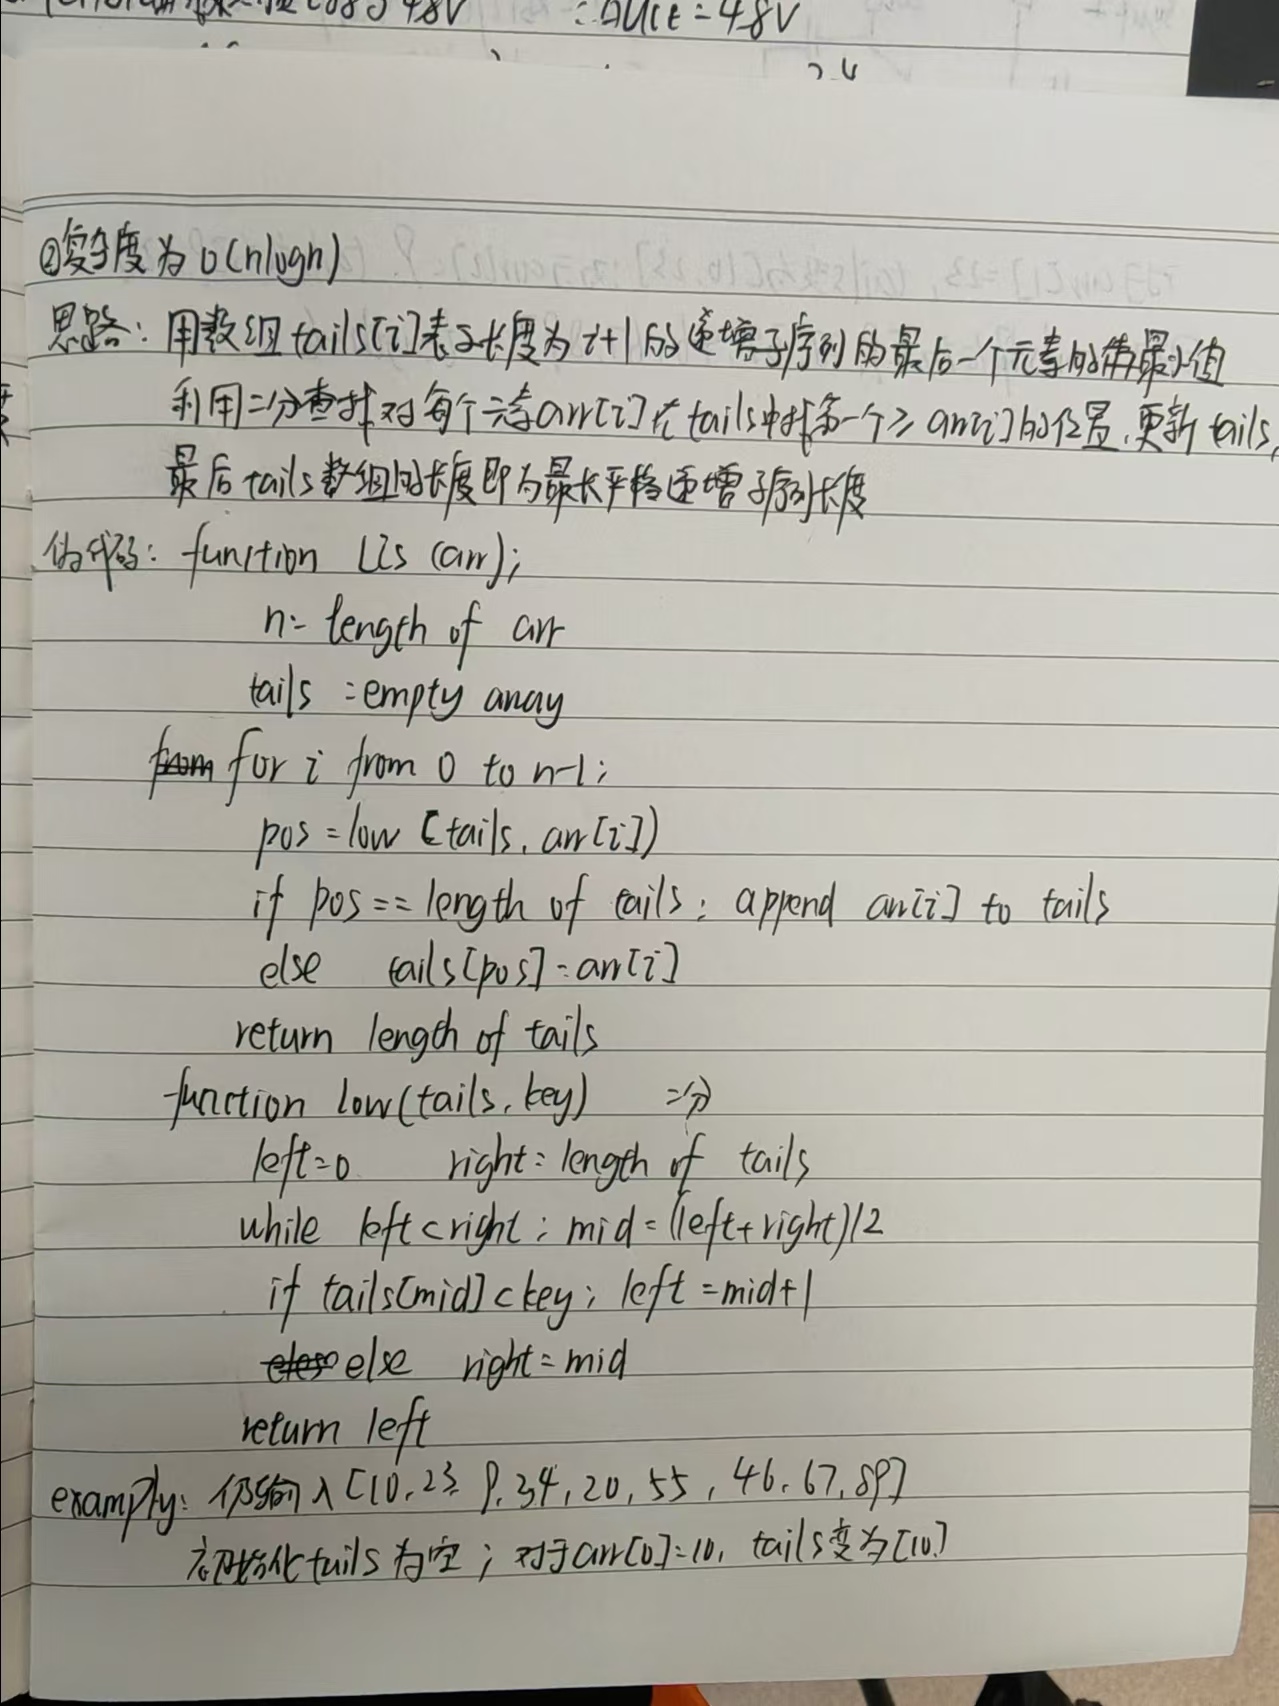 :ΔUCE=48V
②复杂度为O(nlogn)
思路:用数组tails[i]表示长度为i+1的递增子序列的最后一个元素的最小值
利用二分查找对每个元素arr[i]在tails中找第一个≥arr[i]的位置,更新tails,
最后tails数组的长度即为最长严格递增子序列长度
伪代码: function LIS (arr);
n= length of arr
tails =empty array
for i from 0 to n-1:
pos =low [tails, arr[i])
if pos == length of tails: append arr[i] to tails
else tails[pos]=arr[i]
return length of tails
function low(tails, key) 二分
left=0 right= length of tails
while left<right: mid=(left+right)/2
if tails[mid]<key; left=mid+1
else right=mid
return left
examply: 仍输入[10,23,9,34,20,55,46,67,89]
初始化tails为空;对于arr[0]=10, tails变为[10]